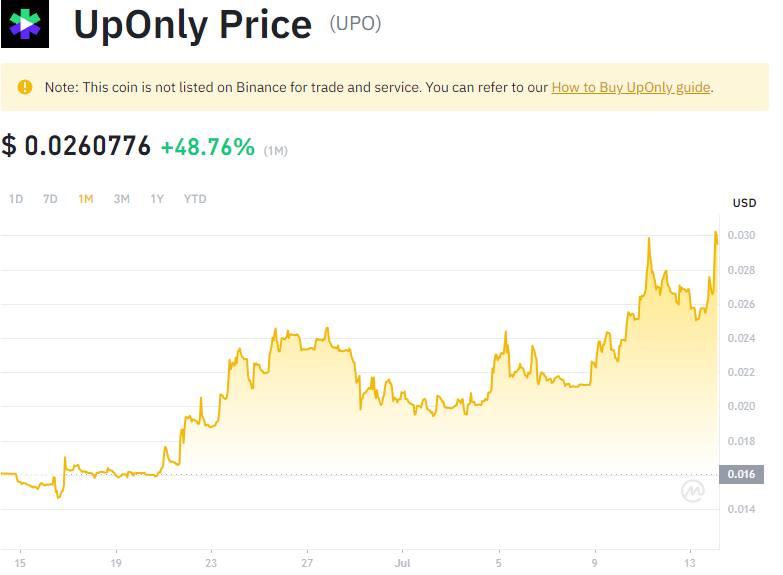 UpOnly Price (UPO)
Note: This coin is not listed on Binance for trade and service. You can refer to our How to Buy UpOnly guide.
$ 0.0260776 +48.76% (1M)
1D 7D 1M 3M 1Y YTD
USD
0.030
0.028
0.026
0.024
0.022
0.020
0.018
0.016
0.014
15 19 23 27 Jul 5 9 13